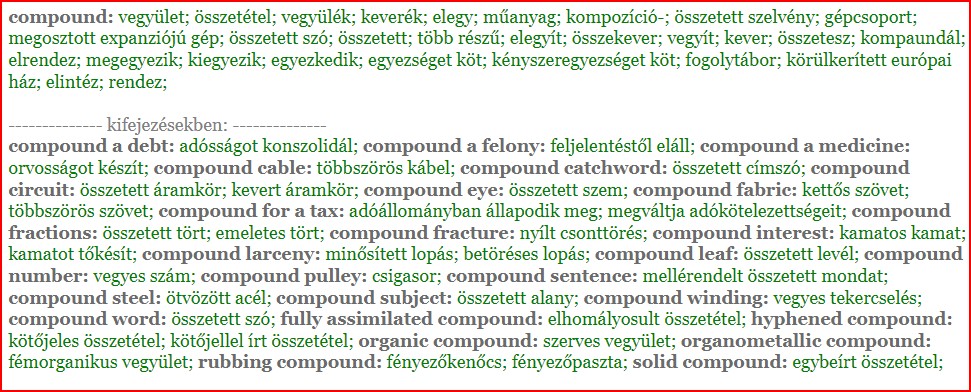 compound: vegyület; összetétel; vegyülék; keverék; elegy; műanyag; kompozíció-; összetett szelvény; gépcsoport;
megosztott expanziójú gép; összetett szó; összetett; több részű; elegyít; összekever; vegyít; kever; összetesz; kompaundál;
elrendez; megegyezik; kiegyezik; egyezkedik; egyezséget köt; kényszeregyezséget köt; fogolytábor; körülkerített európai
ház; elintéz; rendez;
-------------- kifejezésekben: --------------
compound a debt: adósságot konszolidál; compound a felony: feljelentéstől eláll; compound a medicine:
orvosságot készít; compound cable: többszörös kábel; compound catchword: összetett címszó; compound
circuit: összetett áramkör; kevert áramkör; compound eye: összetett szem; compound fabric: kettős szövet;
többszörös szövet; compound for a tax: adóállományban állapodik meg; megváltja adókötelezettségeit; compound
fractions: összetett tört; emeletes tört; compound fracture: nyílt csonttörés; compound interest: kamatos kamat;
kamatot tőkésít; compound larceny: minősített lopás; betöréses lopás; compound leaf: összetett levél; compound
number: vegyes szám; compound pulley: csigasor; compound sentence: mellérendelt összetett mondat;
compound steel: ötvözött acél; compound subject: összetett alany; compound winding: vegyes tekercselés;
compound word: összetett szó; fully assimilated compound: elhomályosult összetétel; hyphened compound:
kötőjeles összetétel; kötőjellel írt összetétel; organic compound: szerves vegyület; organometallic compound:
fémorganikus vegyület; rubbing compound: fényezőkenőcs; fényezőpaszta; solid compound: egybeírt összetétel;